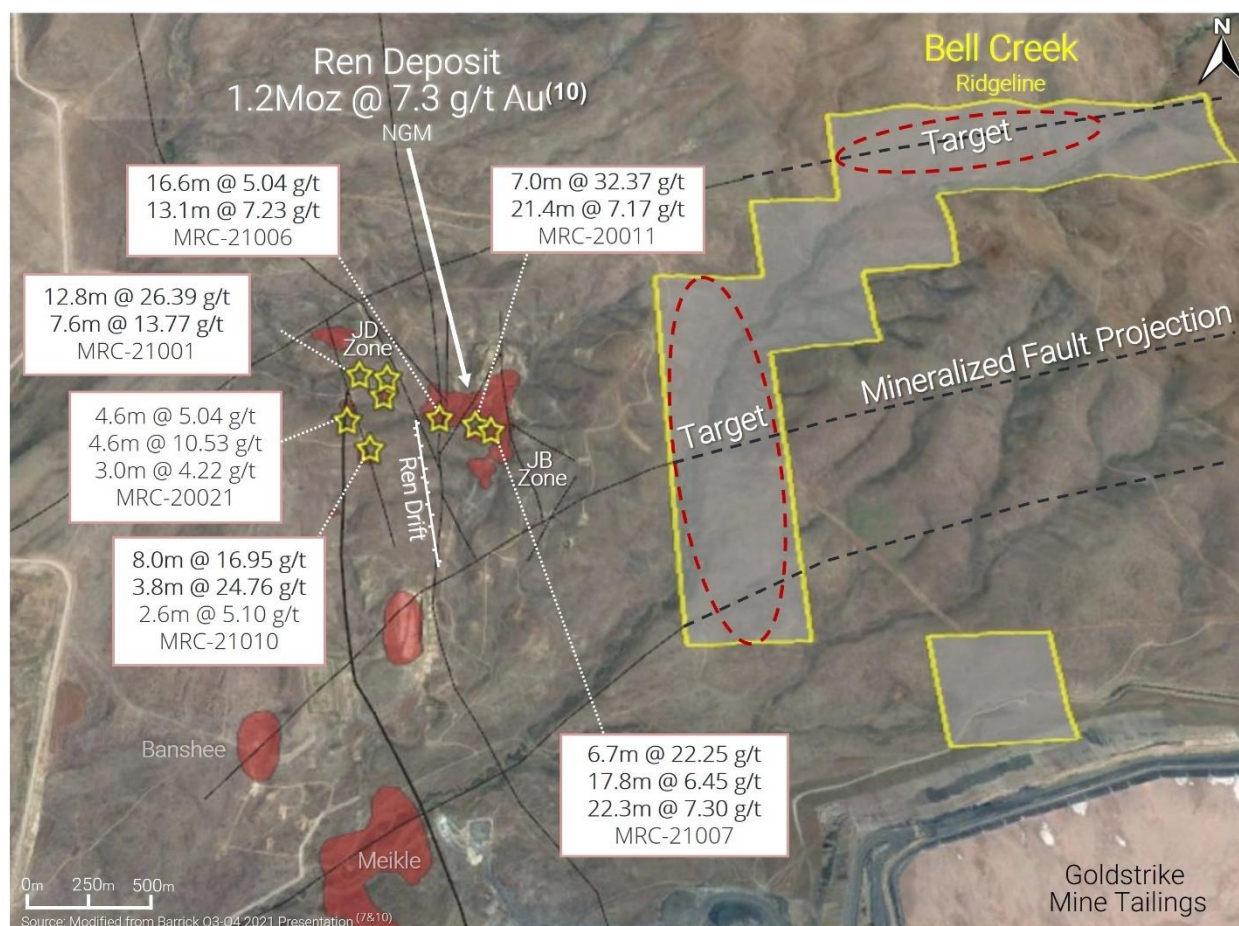 N
Ren Deposit
1.2Moz @ 7.3 g/t Au(10)
NGM
Bell Creek
Ridgeline
Target
16.6m @ 5.04 g/t
13.1m @ 7.23 g/t
MRC-21006
7.0m @ 32.37 g/t
21.4m @ 7.17 g/t
MRC-20011
12.8m @ 26.39 g/t
7.6m @ 13.77 g/t
MRC-21001
JD
Zone
Mineralized Fault Projection
4.6m @ 5.04 g/t
4.6m @ 10.53 g/t
3.0m @ 4.22 g/t
MRC-20021
Target
JB
Zone
Ren Drift
8.0m @ 16.95 g/t
3.8m @ 24.76 g/t
2.6m @ 5.10 g/t
MRC-21010
Banshee
6.7m @ 22.25 g/t
17.8m @ 6.45 g/t
22.3m @ 7.30 g/t
MRC-21007
Meikle
Goldstrike
Mine Tailings
0m 250m 500m
Source: Modified from Barrick Q3-Q4 2021 Presentation (7&10)